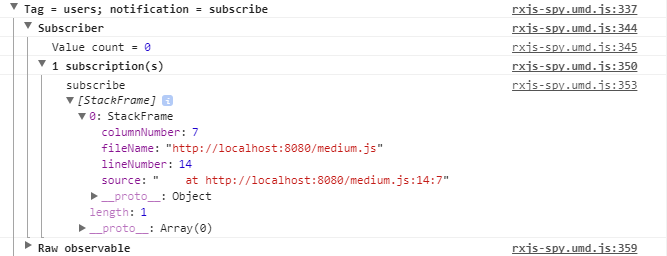 ▼ Tag = users; notification = subscribe rxjs-spy.umd.js:337
▼ Subscriber rxjs-spy.umd.js:344
Value count = 0 rxjs-spy.umd.js:345
▼ 1 subscription(s) rxjs-spy.umd.js:350
subscribe rxjs-spy.umd.js:353
▼ [StackFrame] i
▼ 0: StackFrame
columnNumber: 7
fileName: "http://localhost:8080/medium.js"
lineNumber: 14
source: "    at http://localhost:8080/medium.js:14:7"
▶ __proto__: Object
length: 1
▶ __proto__: Array(0)
▶ Raw observable rxjs-spy.umd.js:359